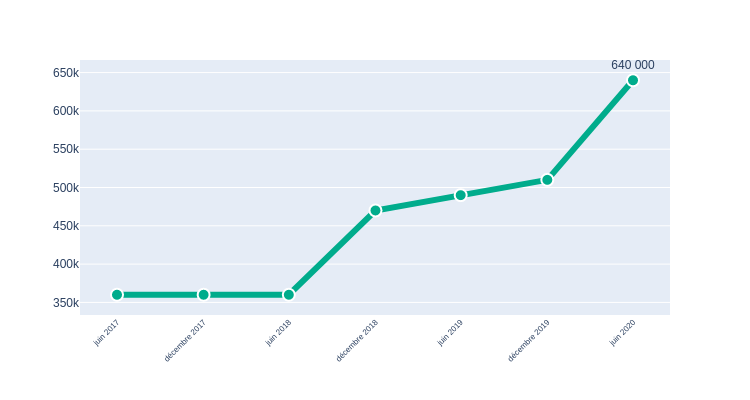 640 000
650k
600k
550k
500k
450k
400k
350k
juin 2017
décembre 2017
juin 2018
décembre 2018
juin 2019
décembre 2019
juin 2020